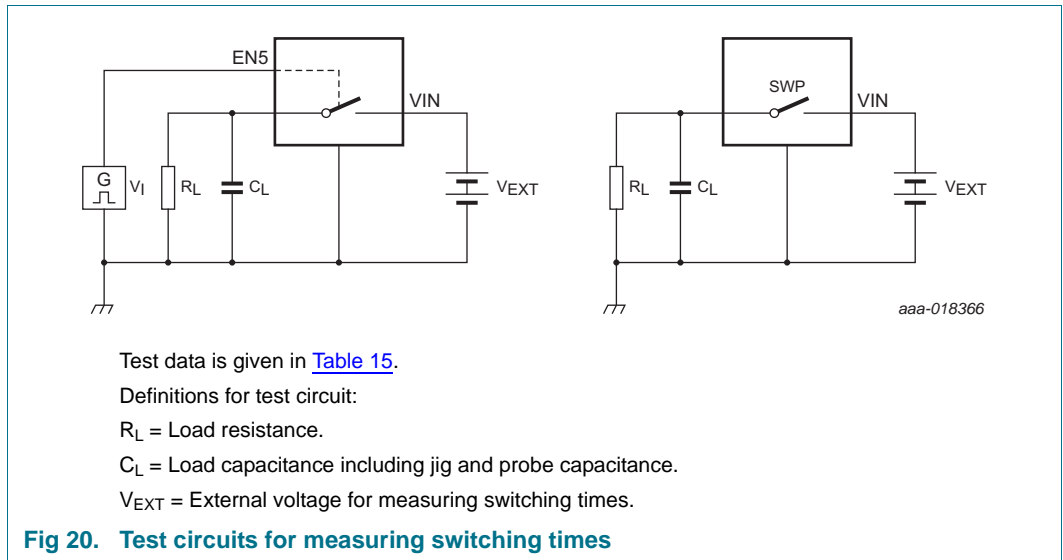 EN5
VIN
G
VI
RL
CL
VEXT
SWP
VIN
RL
CL
VEXT
aaa-018366
Test data is given in Table 15.
Definitions for test circuit:
RL = Load resistance.
CL = Load capacitance including jig and probe capacitance.
VEXT = External voltage for measuring switching times.
Fig 20. Test circuits for measuring switching times